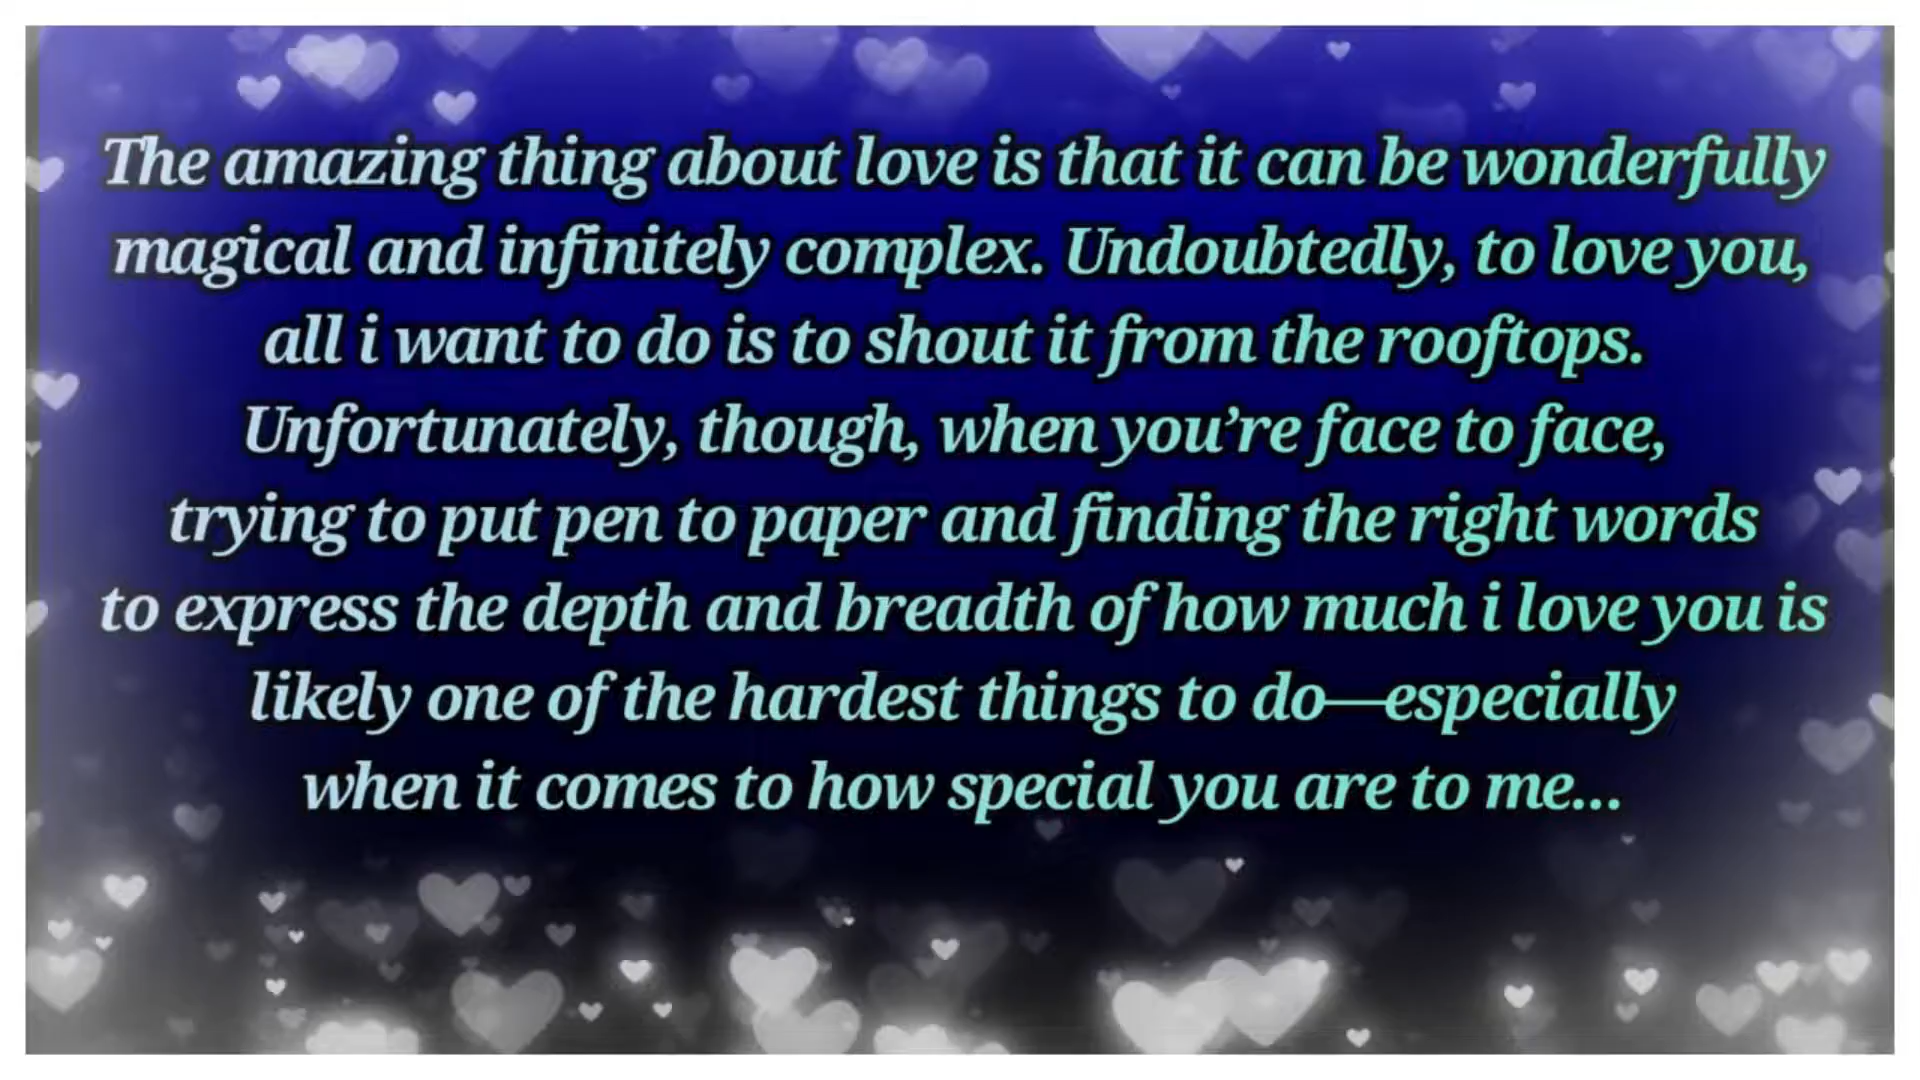 The amazing thing about love is that it can be wonderfully
magical and infinitely complex. Undoubtedly, to love you,
all i want to do is to shout it from the rooftops.
Unfortunately, though, when you’re face to face,
trying to put pen to paper and finding the right words
to express the depth and breadth of how much i love you is
likely one of the hardest things to do—especially
when it comes to how special you are to me...